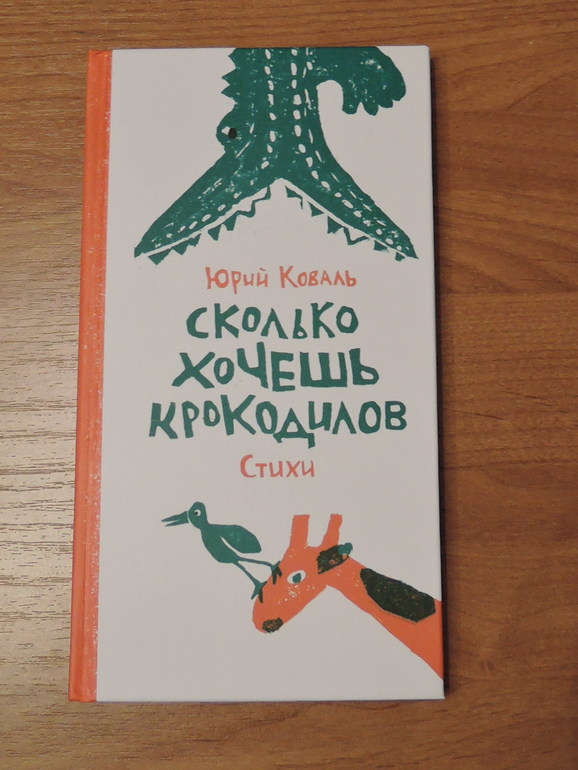 Юрий Коваль
Сколько
хочешь
крокодилов
Стихи